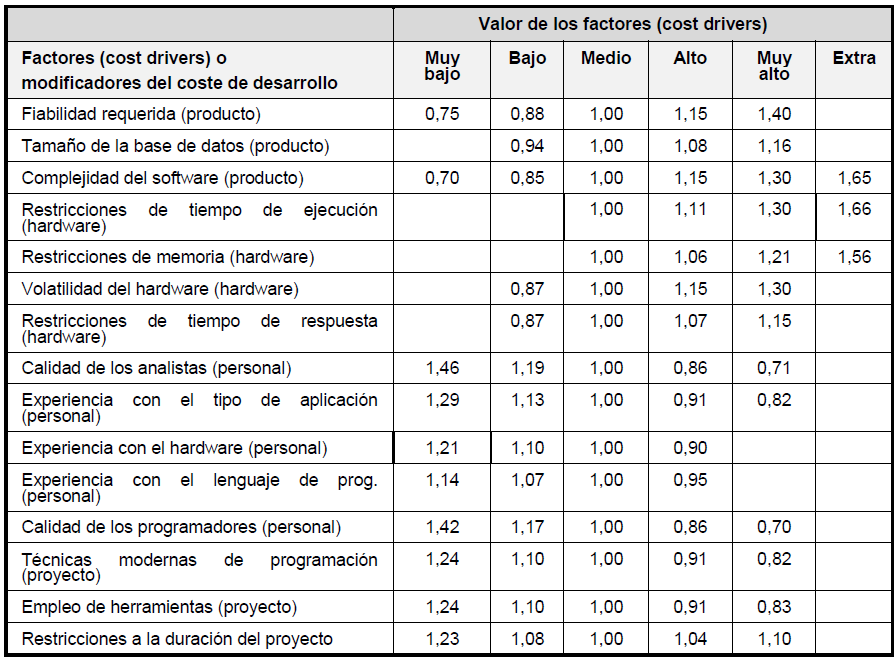 Valor de los factores (cost drivers)
Factores (cost drivers) o
modificadores del coste de desarrollo
Muy
bajo
Bajo
Medio
Alto
Muy
alto
Extra
Fiabilidad requerida (producto) 0,75 0,88 1,00 1,15 1,40
Tamaño de la base de datos (producto) 0,94 1,00 1,08 1,16
Complejidad del software (producto) 0,70 0,85 1,00 1,15 1,30 1,65
Restricciones de tiempo de ejecución 1,00 1,11 1,30 1,66
(hardware)
Restricciones de memoria (hardware) 1,00 1,06 1,21 1,56
Volatilidad del hardware (hardware) 0,87 1,00 1,15 1,30
Restricciones de tiempo de respuesta 0,87 1,00 1,07 1,15
(hardware)
Calidad de los analistas (personal) 1,46 1,19 1,00 0,86 0,71
Experiencia con el tipo de aplicación 1,29 1,13 1,00 0,91 0,82
(personal)
Experiencia con el hardware (personal) 1,21 1,10 1,00 0,90
Experiencia con el lenguaje de prog. 1,14 1,07 1,00 0,95
(personal)
Calidad de los programadores (personal) 1,42 1,17 1,00 0,86 0,70
Técnicas modernas de programación 1,24 1,10 1,00 0,91 0,82
(proyecto)
Empleo de herramientas (proyecto) 1,24 1,10 1,00 0,91 0,83
Restricciones a la duración del proyecto 1,23 1,08 1,00 1,04 1,10